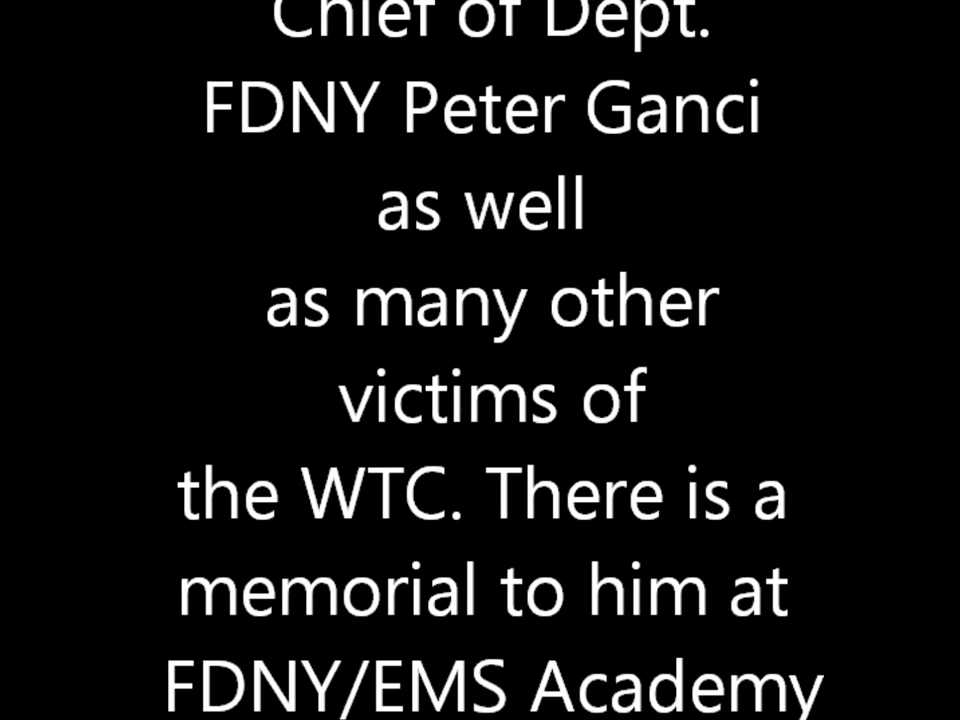 Chief of Dept.
FDNY Peter Ganci
as well
as many other
victims of
the WTC. There is a
memorial to him at
FDNY/EMS Academy